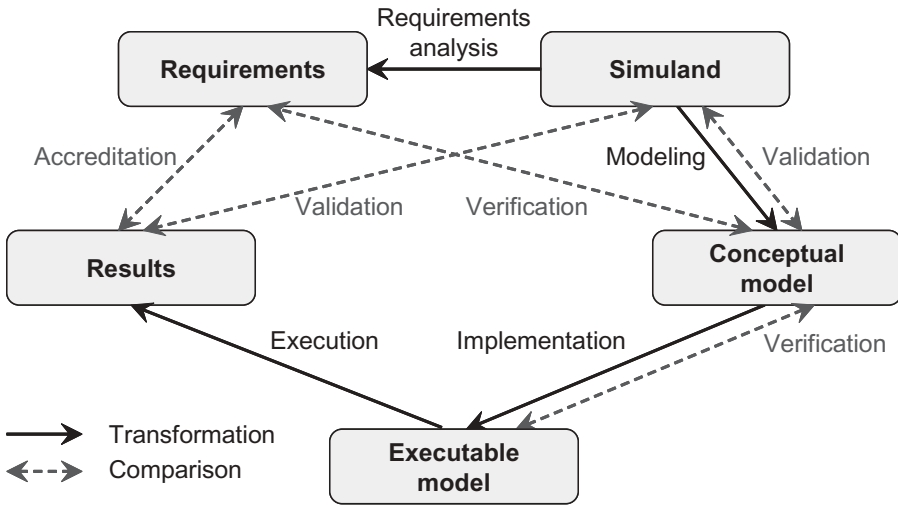 Requirements
analysis
Requirements
Simuland
Accreditation
Modeling
Validation
Validation
Verification
Results
Conceptual
model
Execution
Implementation
Verification
Transformation
Comparison
Executable
model